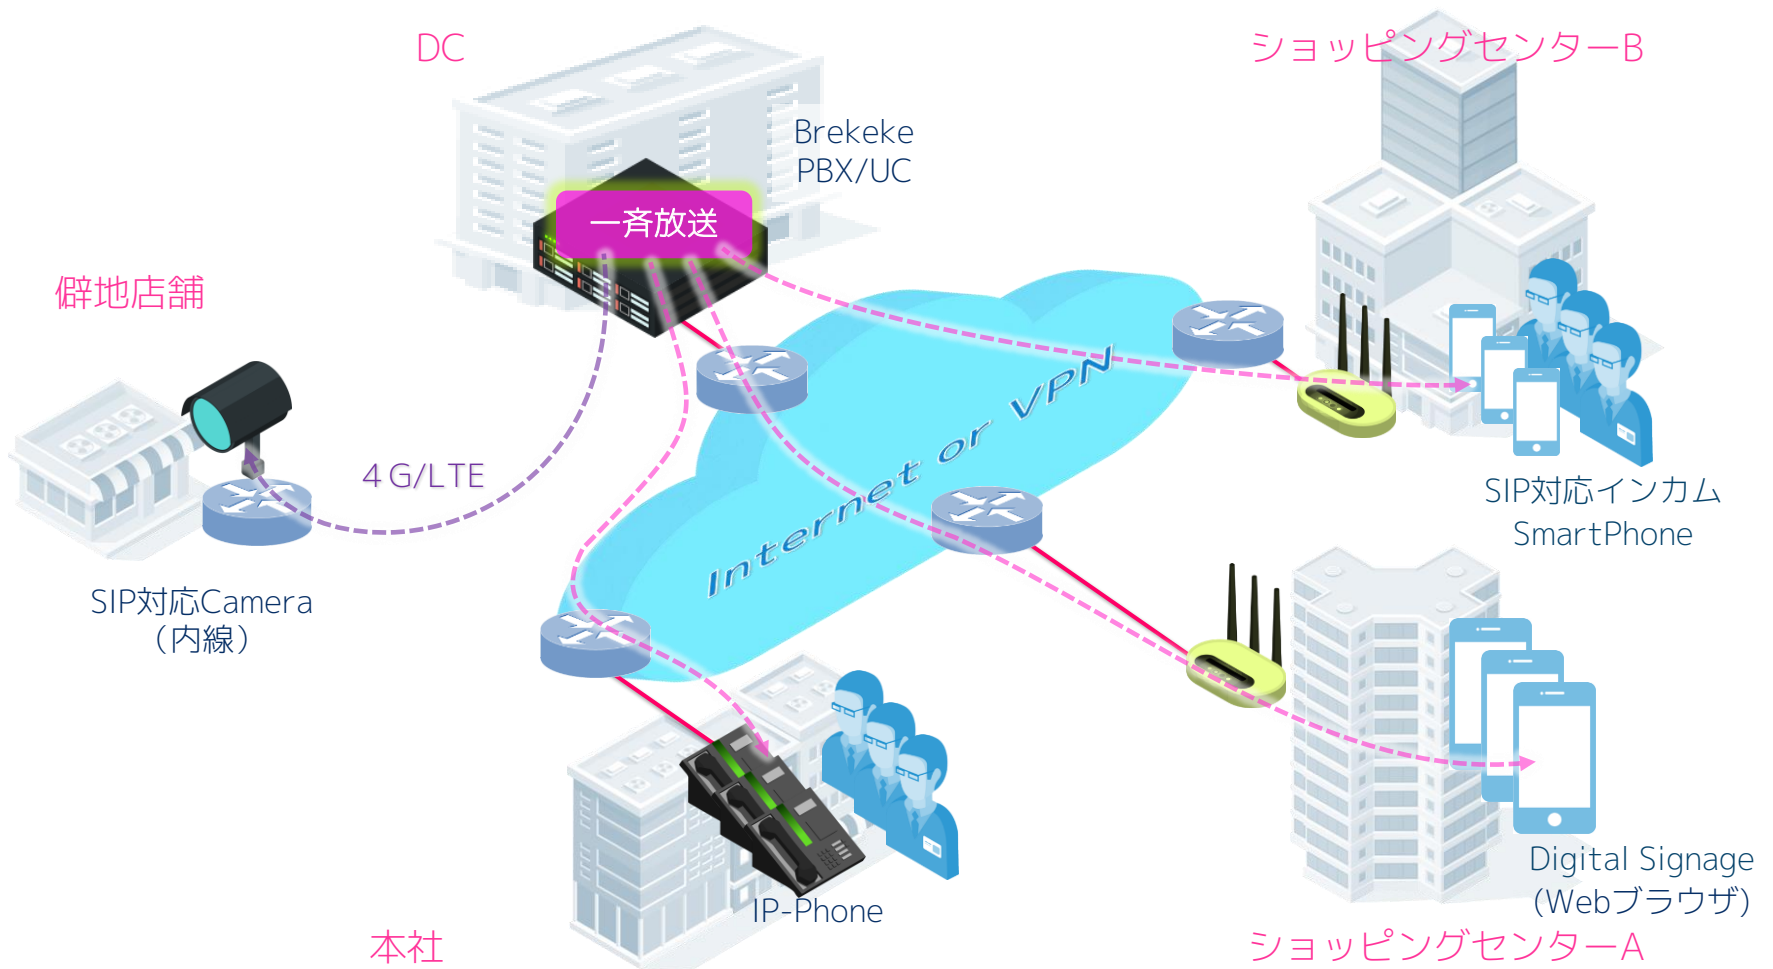 DC
ショッピングセンターB
Brekeke
PBX/UC
一斉放送
僻地店舗
4G/LTE
Internet or VPN
SIP対応インカム
SmartPhone
SIP対応Camera
（内線）
IP-Phone
Digital Signage
(Webブラウザ)
本社
ショッピングセンターA